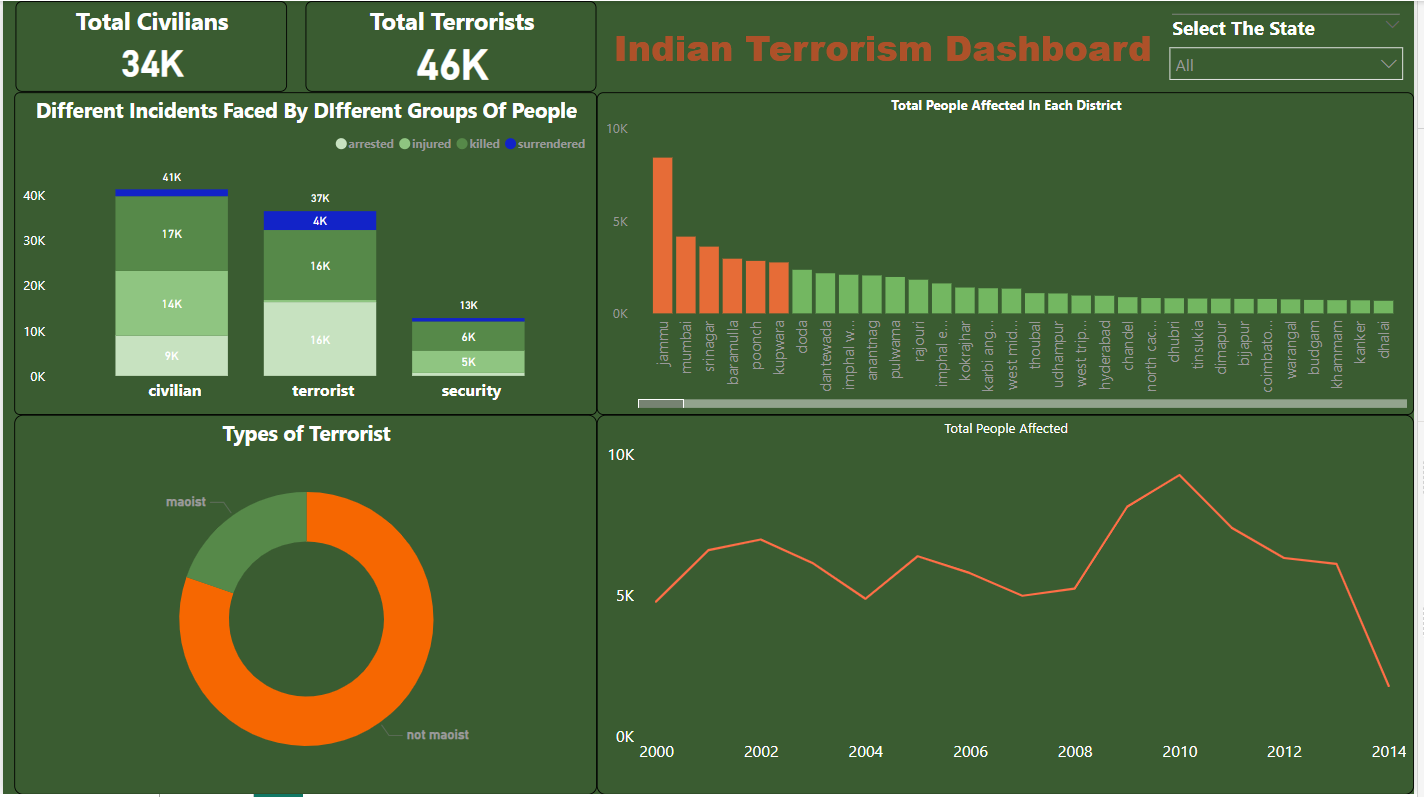 Total Civilians
34K
Total Terrorists
46K
Indian Terrorism Dashboard
Select The State
All
Different Incidents Faced By DIfferent Groups Of People
arrested injured killed surrendered
40K
30K
20K
10K
0K
41K
17K
14K
9K
37K
4K
16K
16K
13K
6K
5K
civilian terrorist security
Total People Affected In Each District
10K
5K
0K
jammu
mumbai
srinagar
baramulla
poonch
kupwara
doda
dantewada
imphal w...
anantnag
pulwama
rajouri
imphal e...
kokrajhar
karbi ang...
west mid...
thoubal
udhampur
west trip...
hyderabad
chandel
north cac...
dhubri
tinsukia
dimapur
bijapur
coimbato...
warangal
budgam
khammam
kanker
dhalai
Types of Terrorist
maoist
not maoist
Total People Affected
10K
5K
0K
2000 2002 2004 2006 2008 2010 2012 2014